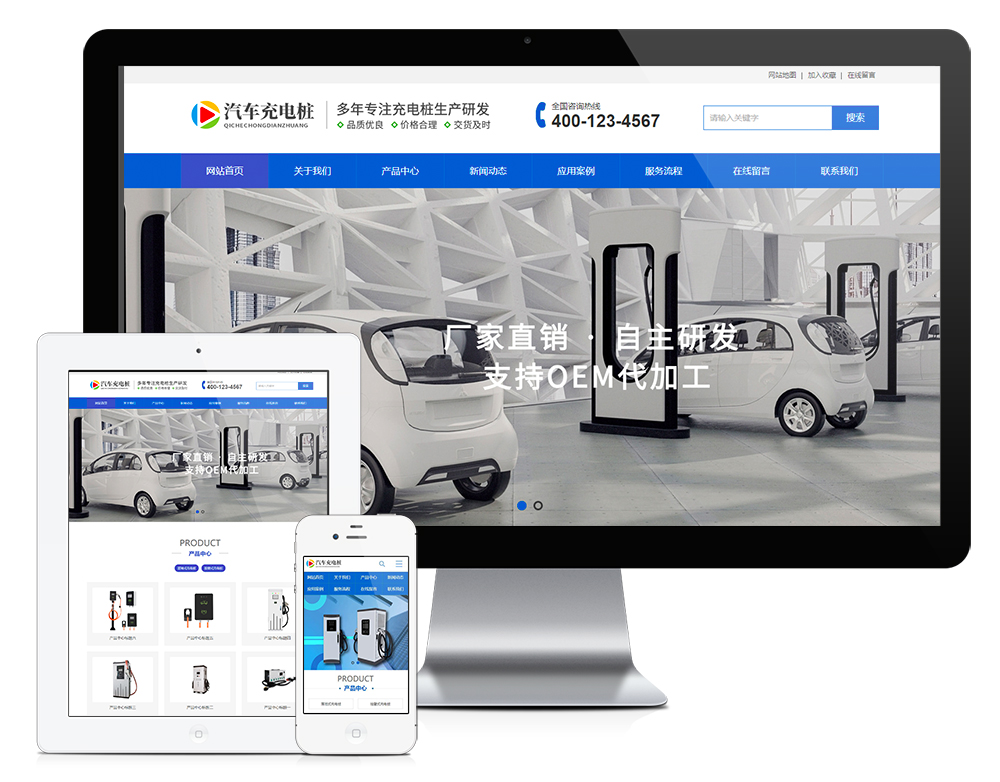 网站地图 | 加入收藏 | 在线留言
汽车充电桩
QICHECHONGDIANZHUANG
多年专注充电桩生产研发
品质优良 价格合理 交货及时
全国咨询热线
400-123-4567
请输入关键字
搜索
网站首页 关于我们 产品中心 新闻动态 应用案例 服务流程 在线留言 联系我们
厂家直销 · 自主研发
支持OEM代加工
汽车充电桩
多年专注充电桩生产研发
400-123-4567
厂家直销 · 自主研发
支持OEM代加工
PRODUCT
产品中心
汽车充电桩
网站首页 关于我们 产品中心 新闻动态
应用案例 服务流程 在线留言 联系我们
PRODUCT
产品中心